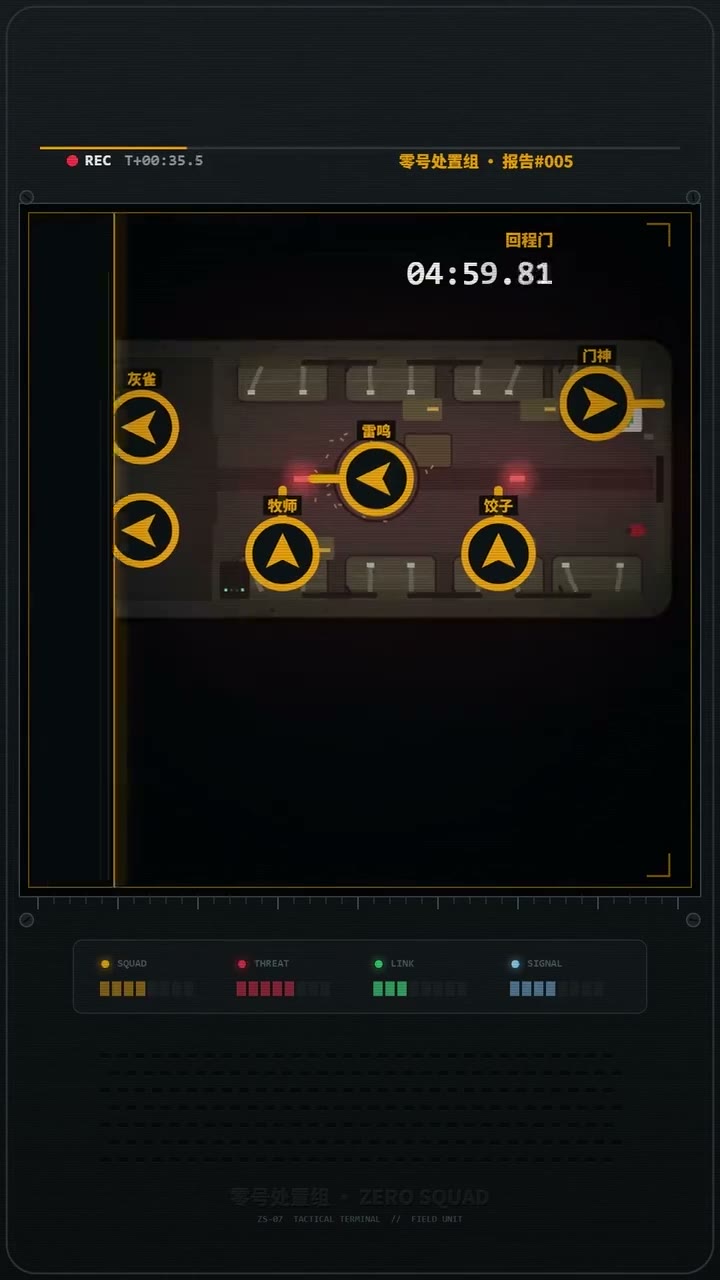 REC T+00:35.5 零号处置组 • 报告#005
回程门
04:59.81
门神
灰雀
雷鸣
牧师
饺子
SQUAD THREAT LINK SIGNAL
零号处置组 • ZERO SQUAD
ZS-07 TACTICAL TERMINAL // FIELD UNIT